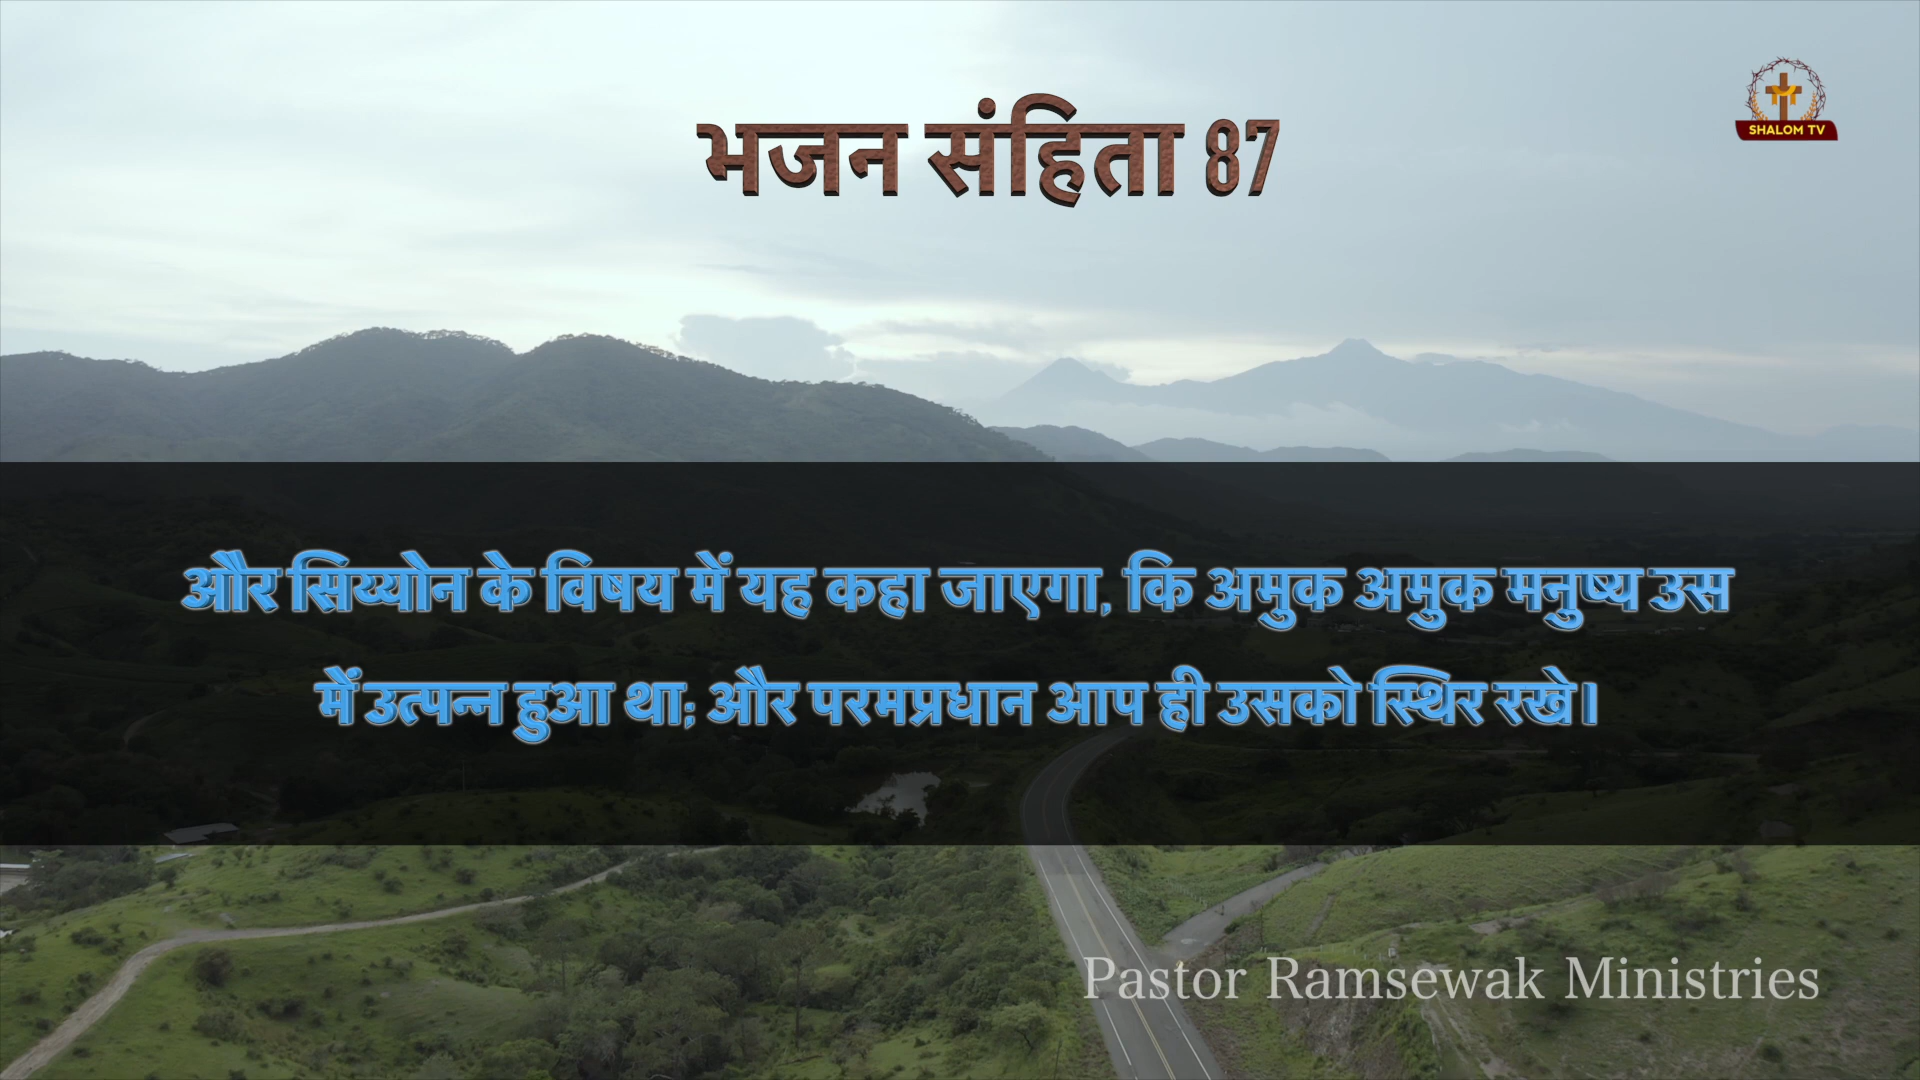 भजन संहिता 87
SHALOM TV
और सिय्योन के विषय में यह कहा जाएगा, कि अमुक अमुक मनुष्य उस
में उत्पन्न हुआ था; और परमप्रधान आप ही उसको स्थिर रखे।
Pastor Ramsewak Ministries